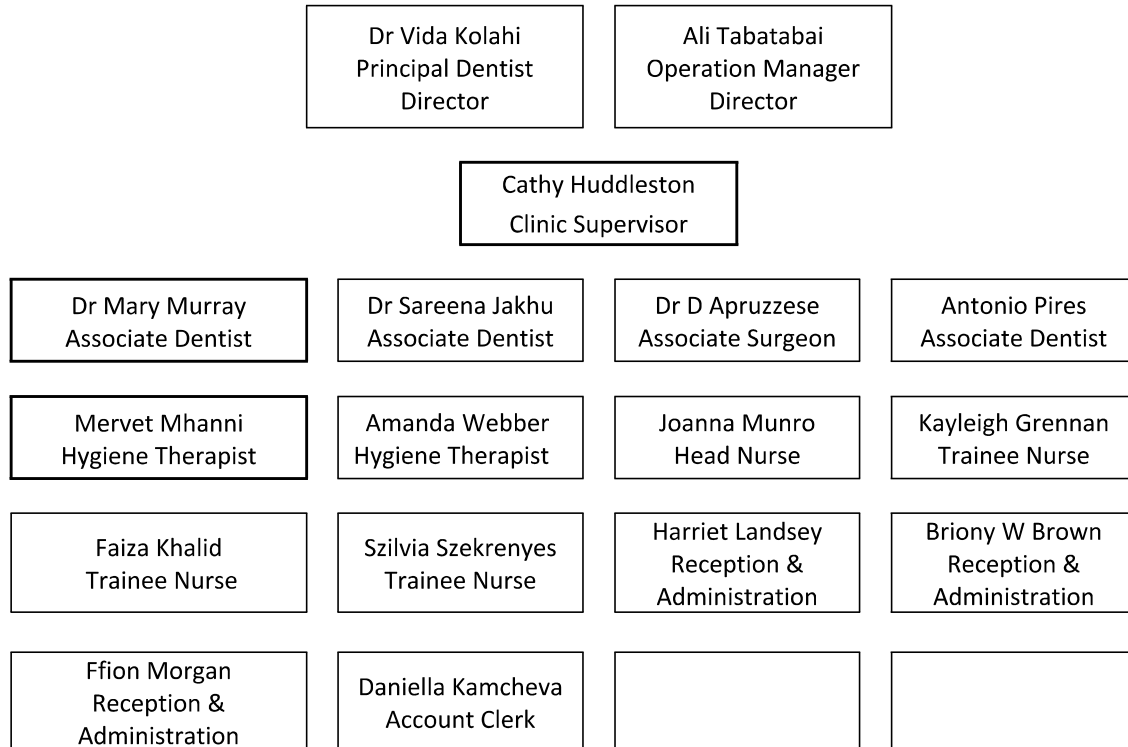 Dr Vida Kolahi
Principal Dentist
Director
Ali Tabatabai
Operation Manager
Director
Cathy Huddleston
Clinic Supervisor
Dr Mary Murray
Associate Dentist
Dr Sareena Jakhu
Associate Dentist
Dr D Apruzzese
Associate Surgeon
Antonio Pires
Associate Dentist
Mervet Mhanni
Hygiene Therapist
Amanda Webber
Hygiene Therapist
Joanna Munro
Head Nurse
Kayleigh Grennan
Trainee Nurse
Faiza Khalid
Trainee Nurse
Szilvia Szekrenyes
Trainee Nurse
Harriet Landsey
Reception &
Administration
Briony W Brown
Reception &
Administration
Ffion Morgan
Reception &
Administration
Daniella Kamcheva
Account Clerk